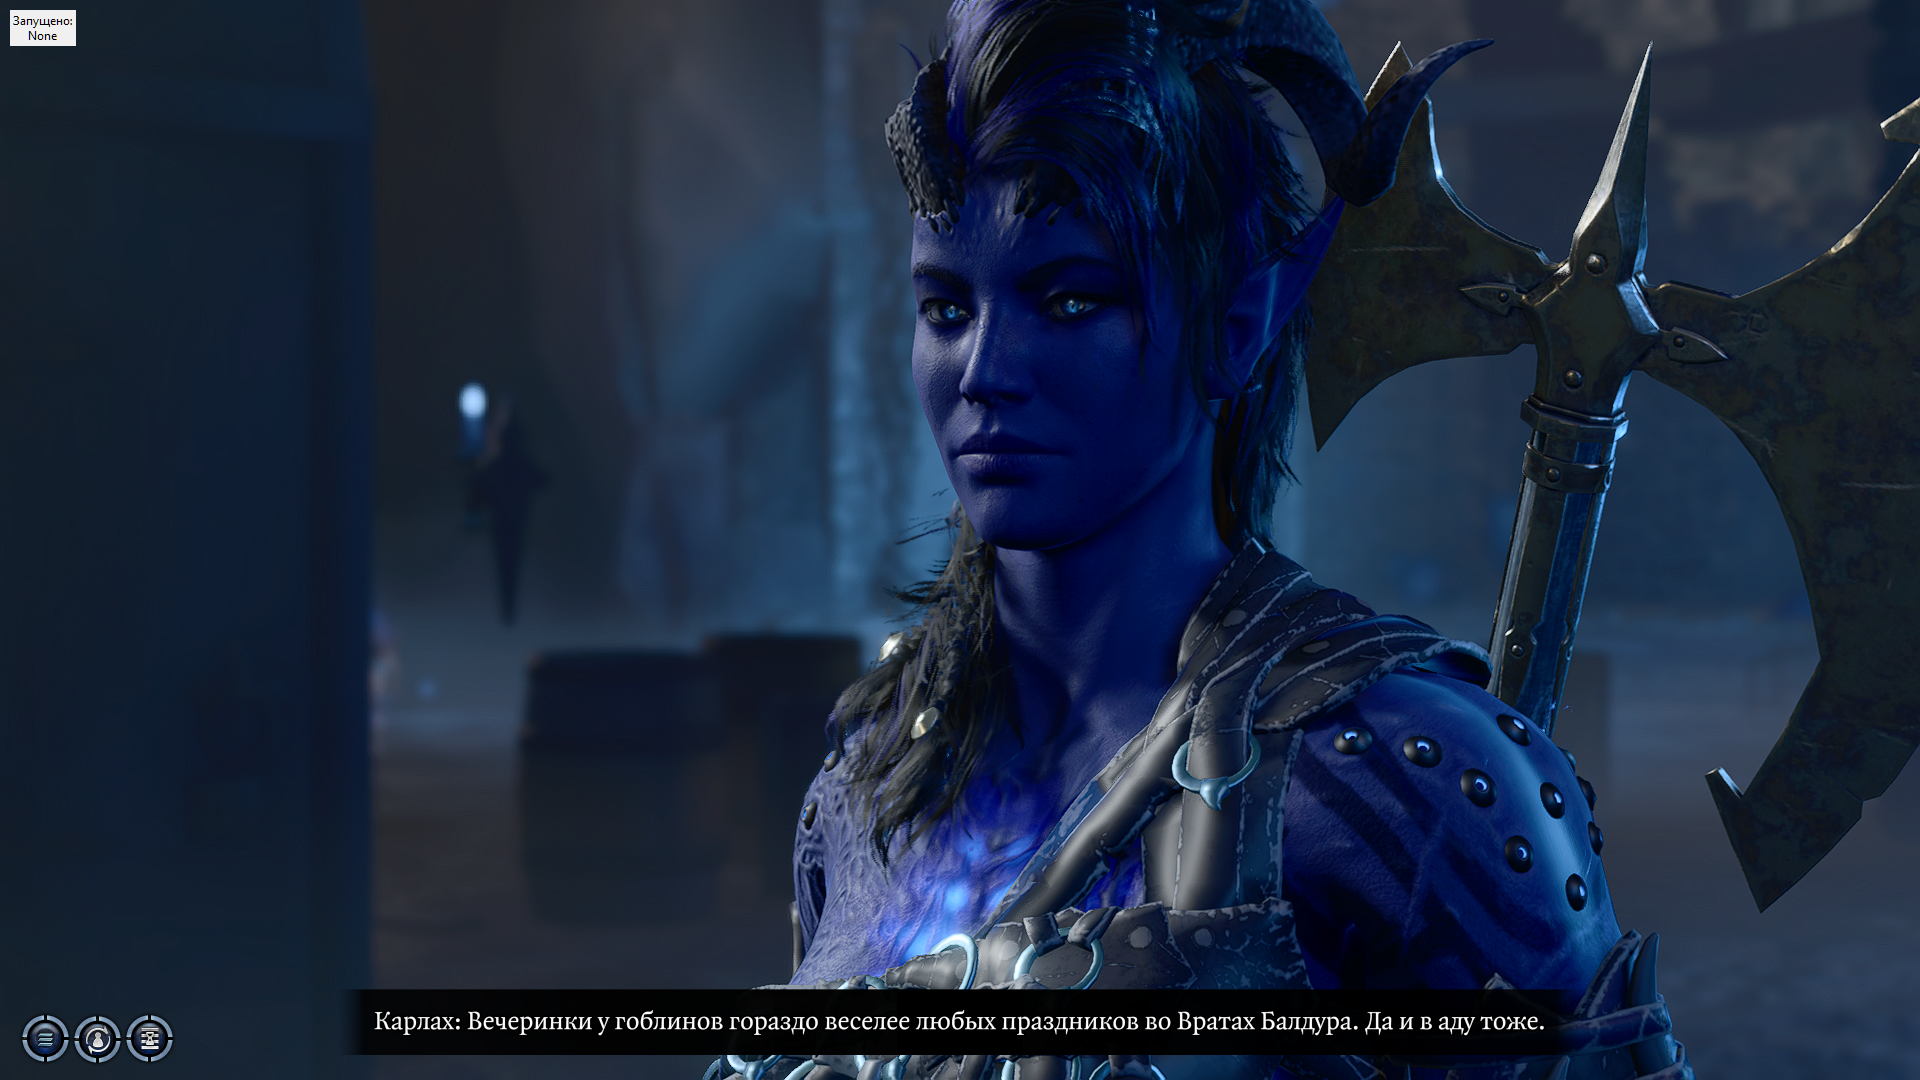 Запущено:
None
Карлах: Вечеринки у гоблинов гораздо веселее любых праздников во Вратах Балдура. Да и в аду тоже.